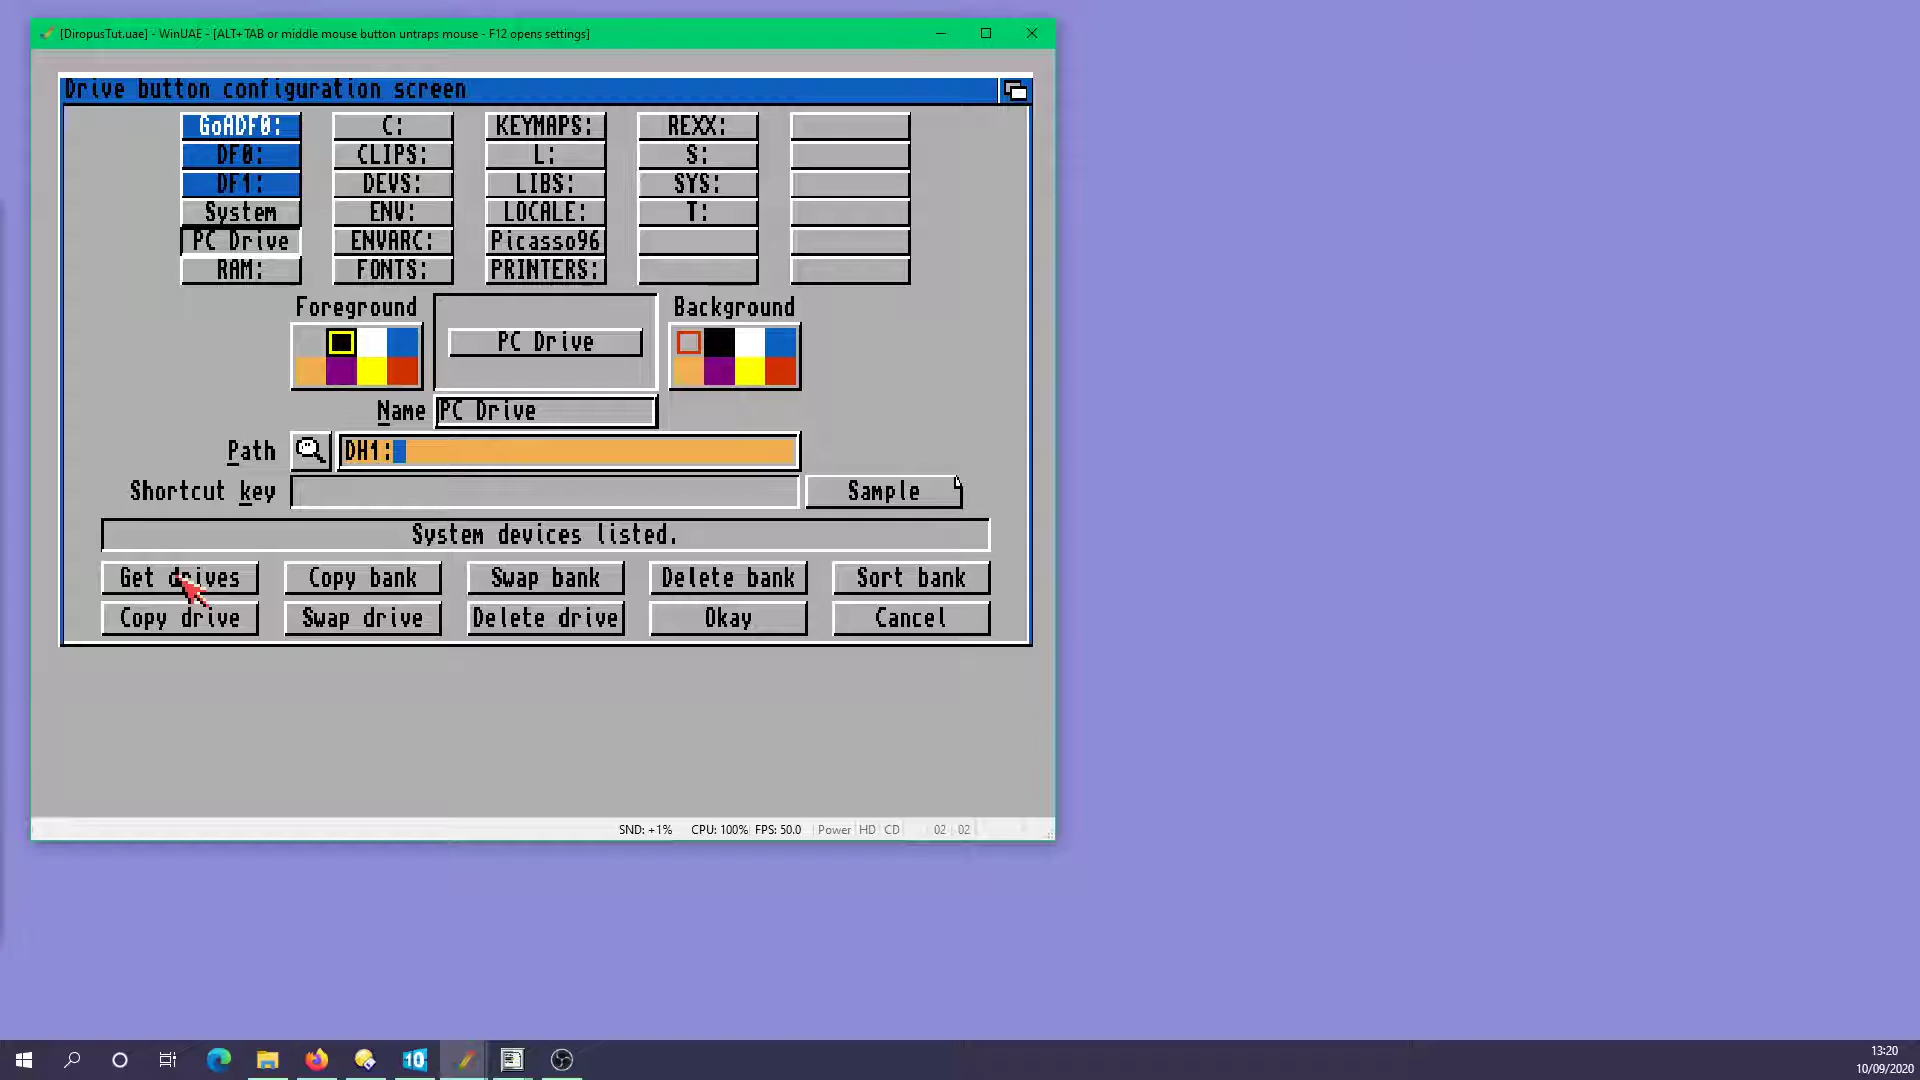 [DiropusTut.uae] - WinUAE - [ALT+TAB or middle mouse button untraps mouse - F12 opens settings]
Drive button configuration screen
GoADF0: C: KEYMAPS: REXX:
DF0: CLIPS: L: S:
DF1: DEVS: LIBS: SYS:
System ENV: LOCALE: T:
PC Drive ENVARC: Picasso96
RAM: FONTS: PRINTERS:
Foreground Background
PC Drive
Name PC Drive
Path DH1:
Shortcut key Sample
System devices listed.
Get drives Copy bank Swap bank Delete bank Sort bank
Copy drive Swap drive Delete drive Okay Cancel
SND: +1% CPU: 100% FPS: 50.0 Power HD CD 02 02
10
13:20
10/09/2020